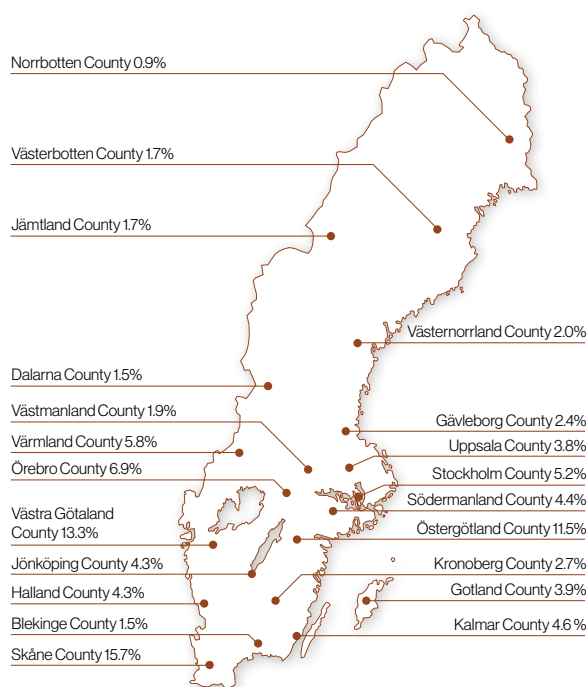 Norrbotten County 0.9%
Västerbotten County 1.7%
Jämtland County 1.7%
Västernorrland County 2.0%
Dalarna County 1.5%
Västmanland County 1.9%
Värmland County 5.8%
Örebro County 6.9%
Västra Götaland
County 13.3%
Jönköping County 4.3%
Halland County 4.3%
Blekinge County 1.5%
Skåne County 15.7%
Gävleborg County 2.4%
Uppsala County 3.8%
Stockholm County 5.2%
Södermanland County 4.4%
Östergötland County 11.5%
Kronoberg County 2.7%
Gotland County 3.9%
Kalmar County 4.6 %